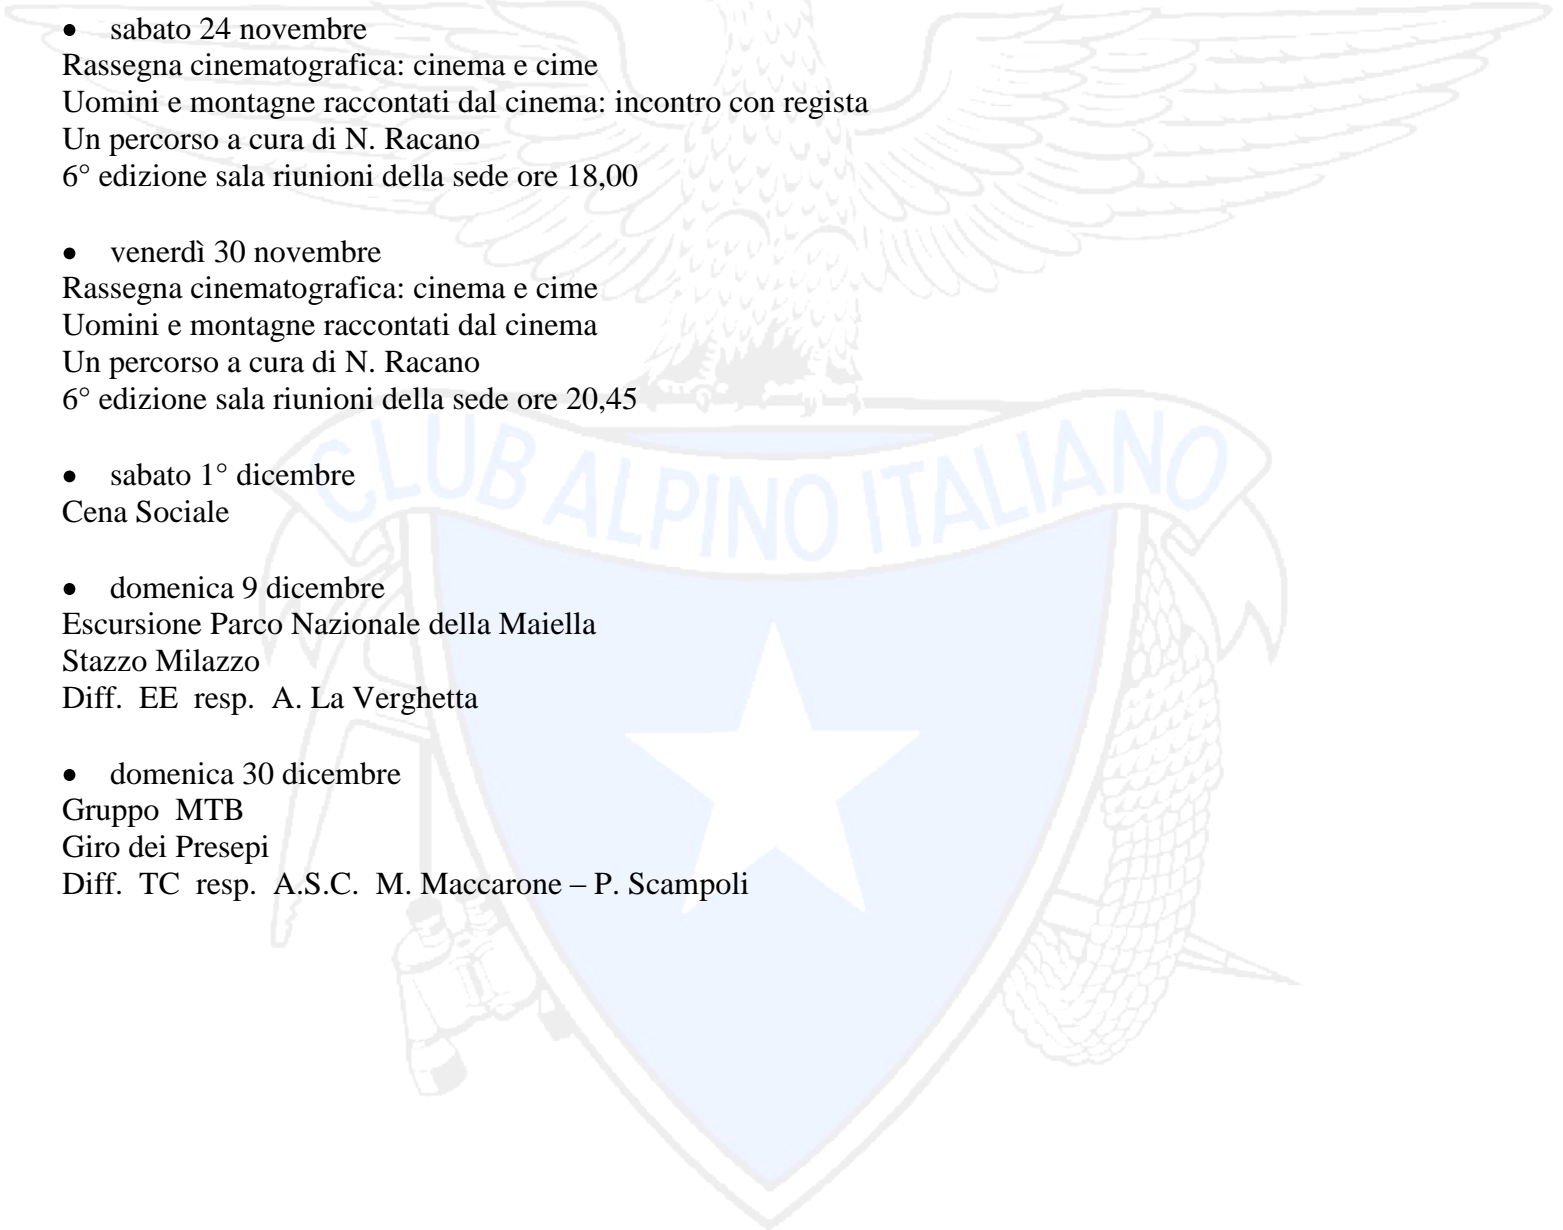 • sabato 24 novembre
Rassegna cinematografica: cinema e cime
Uomini e montagne raccontati dal cinema: incontro con regista
Un percorso a cura di N. Racano
6° edizione sala riunioni della sede ore 18,00
• venerdì 30 novembre
Rassegna cinematografica: cinema e cime
Uomini e montagne raccontati dal cinema
Un percorso a cura di N. Racano
6° edizione sala riunioni della sede ore 20,45
• sabato 1° dicembre
Cena Sociale
• domenica 9 dicembre
Escursione Parco Nazionale della Maiella
Stazzo Milazzo
Diff.  EE  resp.  A. La Verghetta
• domenica 30 dicembre
Gruppo  MTB
Giro dei Presepi
Diff.  TC  resp.  A.S.C.  M. Maccarone – P. Scampoli
CLUB ALPINO ITALIANO